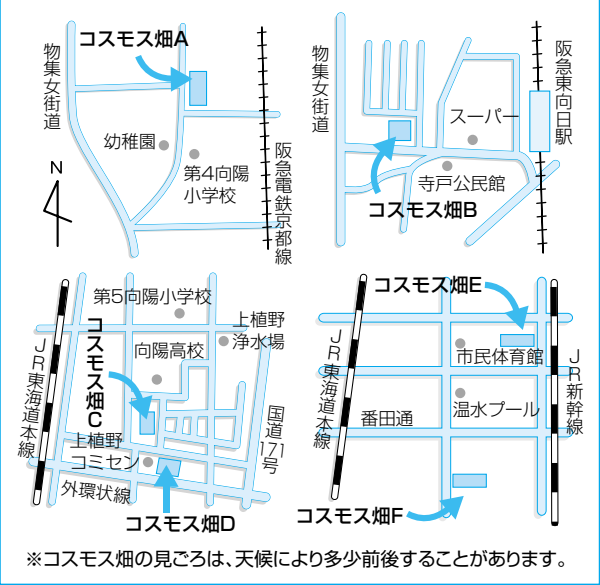 コスモス畑A
物集女街道
幼稚園
第4向陽
小学校
阪急電鉄京都線
N
物集女街道
阪急東向日駅
スーパー
寺戸公民館
コスモス畑B
第5向陽小学校
上植野
浄水場
コスモス畑C
向陽高校
JR東海道本線
国道171号
上植野
コミセン
外環状線
コスモス畑D
コスモス畑E
市民体育館
JR東海道本線
JR新幹線
温水プール
番田通
コスモス畑F
※コスモス畑の見ごろは、天候により多少前後することがあります。